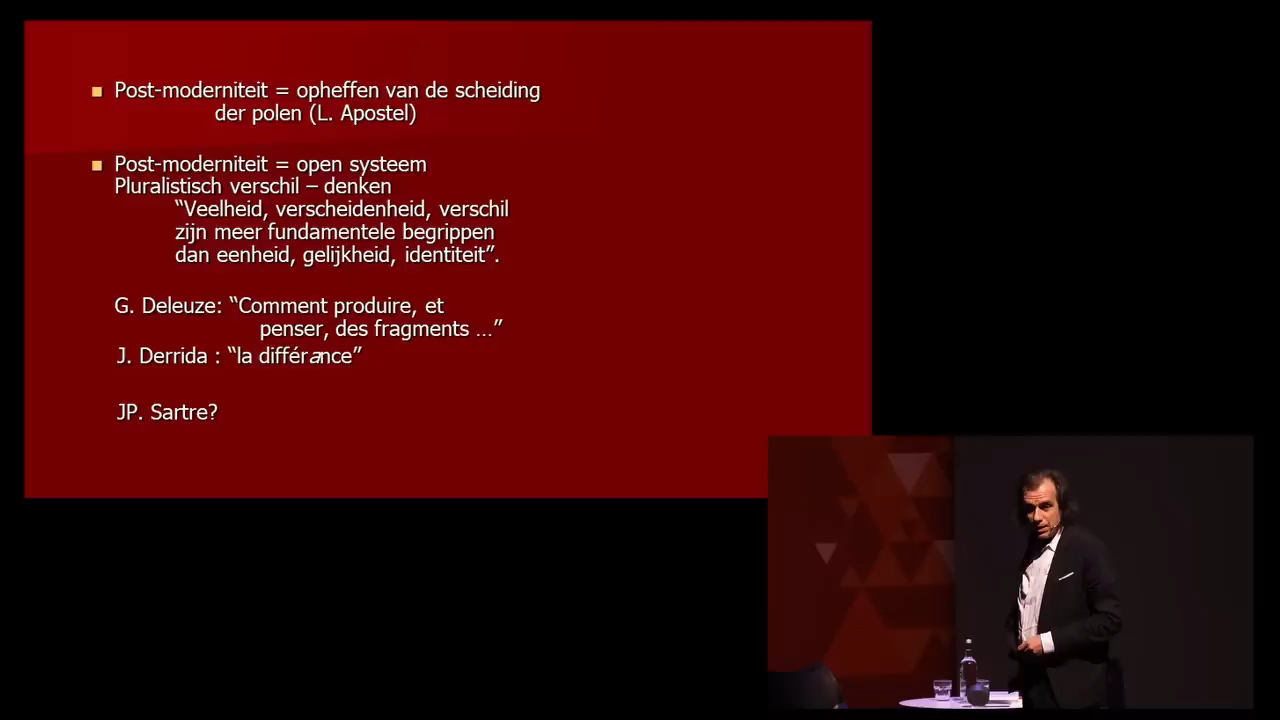 Post-moderniteit = opheffen van de scheiding
der polen (L. Apostel)
Post-moderniteit = open systeem
Pluralistisch verschil – denken
“Veelheid, verscheidenheid, verschil
zijn meer fundamentele begrippen
dan eenheid, gelijkheid, identiteit”.
G. Deleuze: “Comment produire, et
penser, des fragments …”
J. Derrida : “la différance”
JP. Sartre?